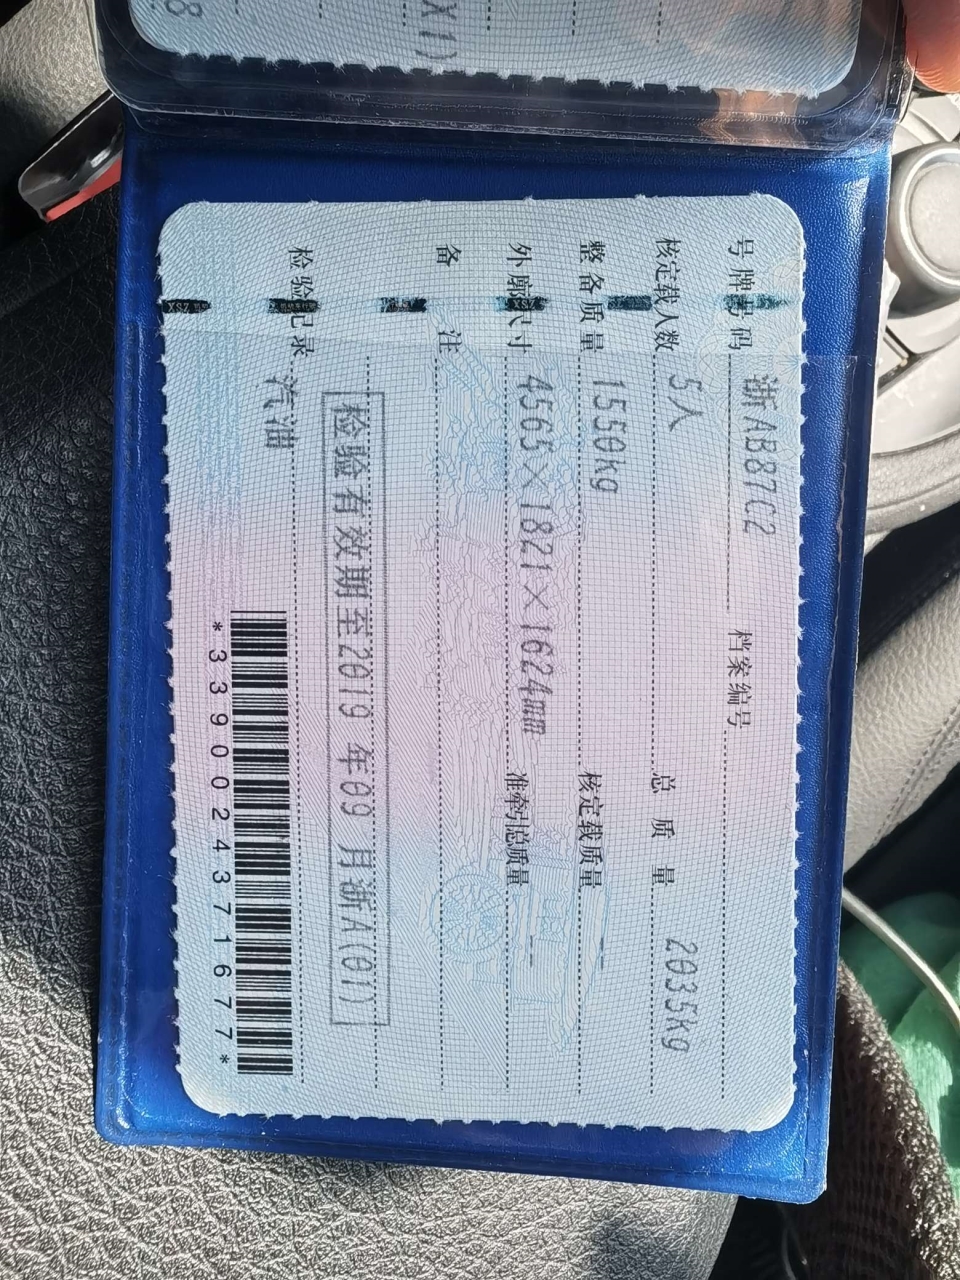 号牌号码 浙AB87C2 档案编号
核定载人数 5人 总质量 2035kg
整备质量 1550kg 核定载质量 --
外廓尺寸 4565×1821×1624mm 准牵引总质量 --
备注
检验有效期至2019年09月浙A(01)
检验记录
汽油
*3390024371677*
X1)
8